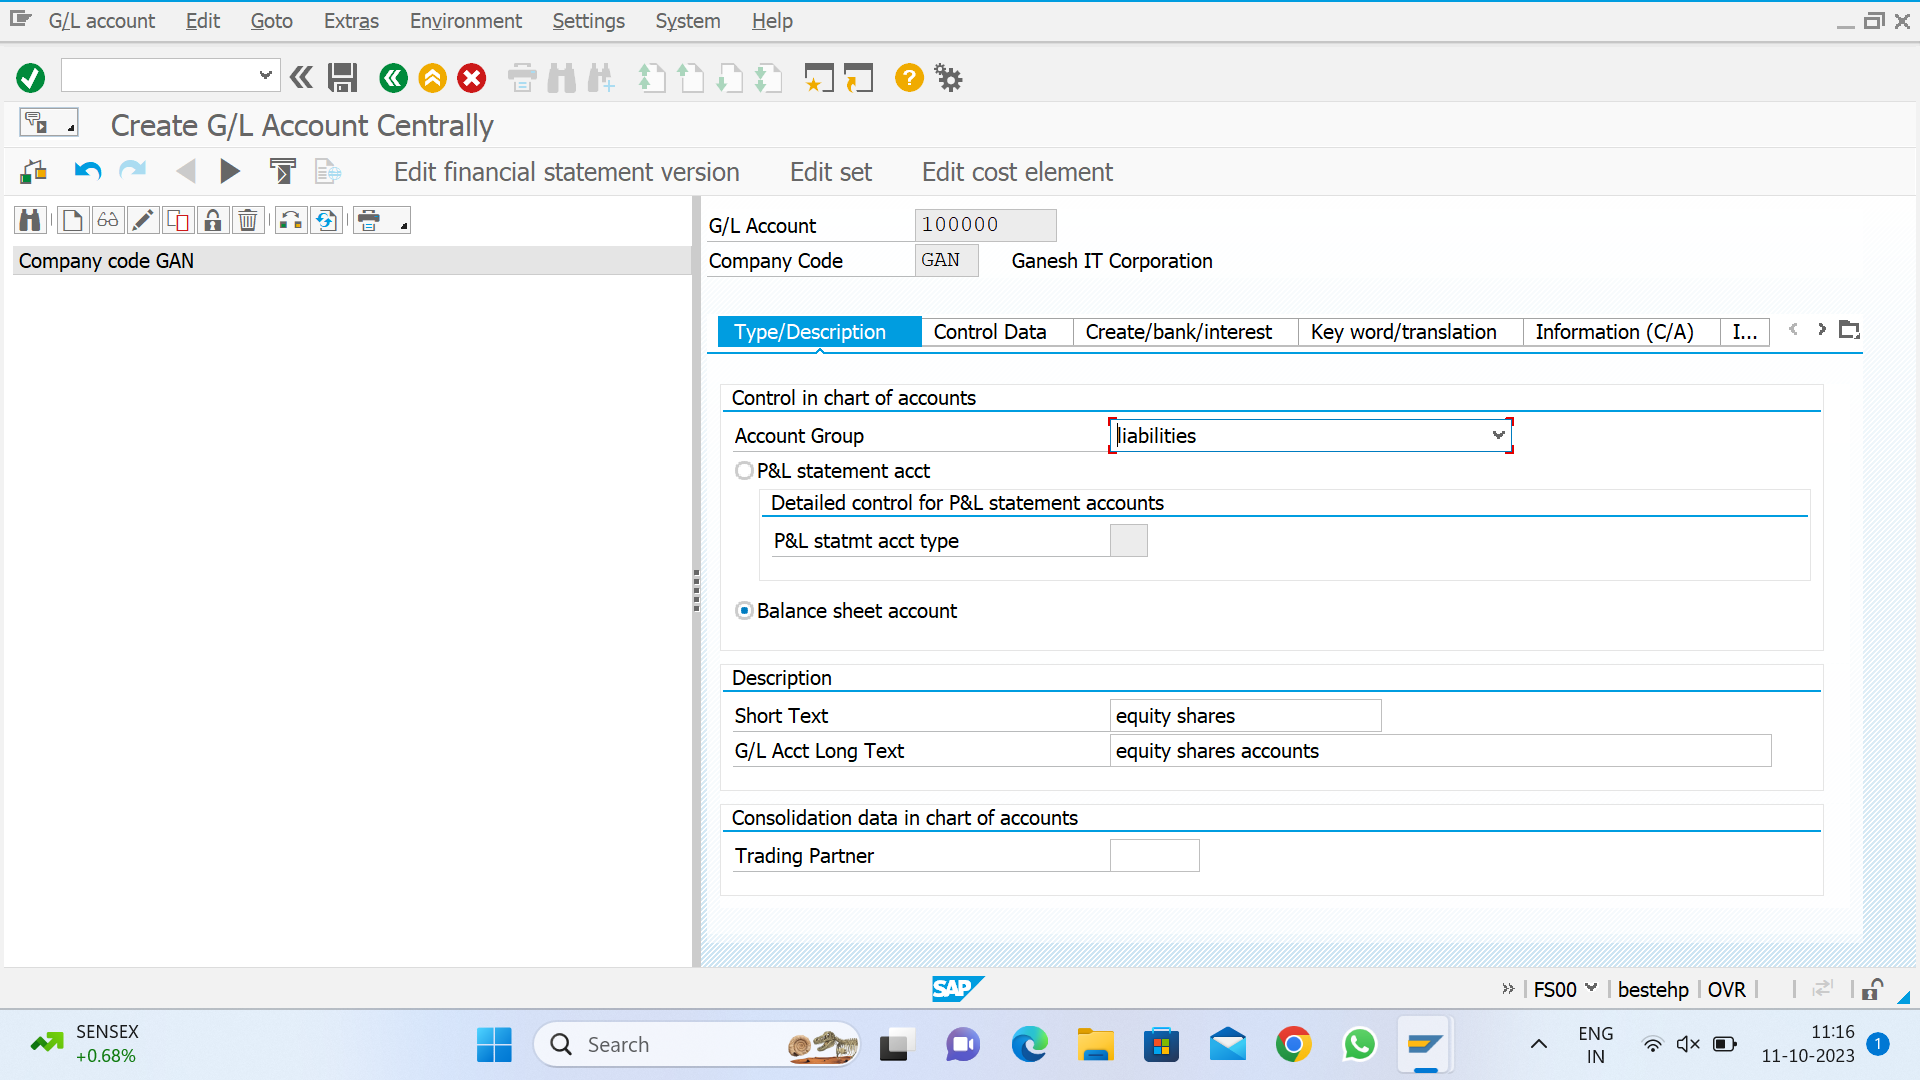 G/L account Edit Goto Extras Environment Settings System Help
Create G/L Account Centrally
Edit financial statement version Edit set Edit cost element
Company code GAN
G/L Account 100000
Company Code GAN Ganesh IT Corporation
Type/Description Control Data Create/bank/interest Key word/translation Information (C/A) I...
Control in chart of accounts
Account Group liabilities
P&L statement acct
Detailed control for P&L statement accounts
P&L statmt acct type
Balance sheet account
Description
Short Text equity shares
G/L Acct Long Text equity shares accounts
Consolidation data in chart of accounts
Trading Partner
SAP
FS00 bestehp OVR
SENSEX
+0.68%
Search
ENG
IN
11:16
11-10-2023
1